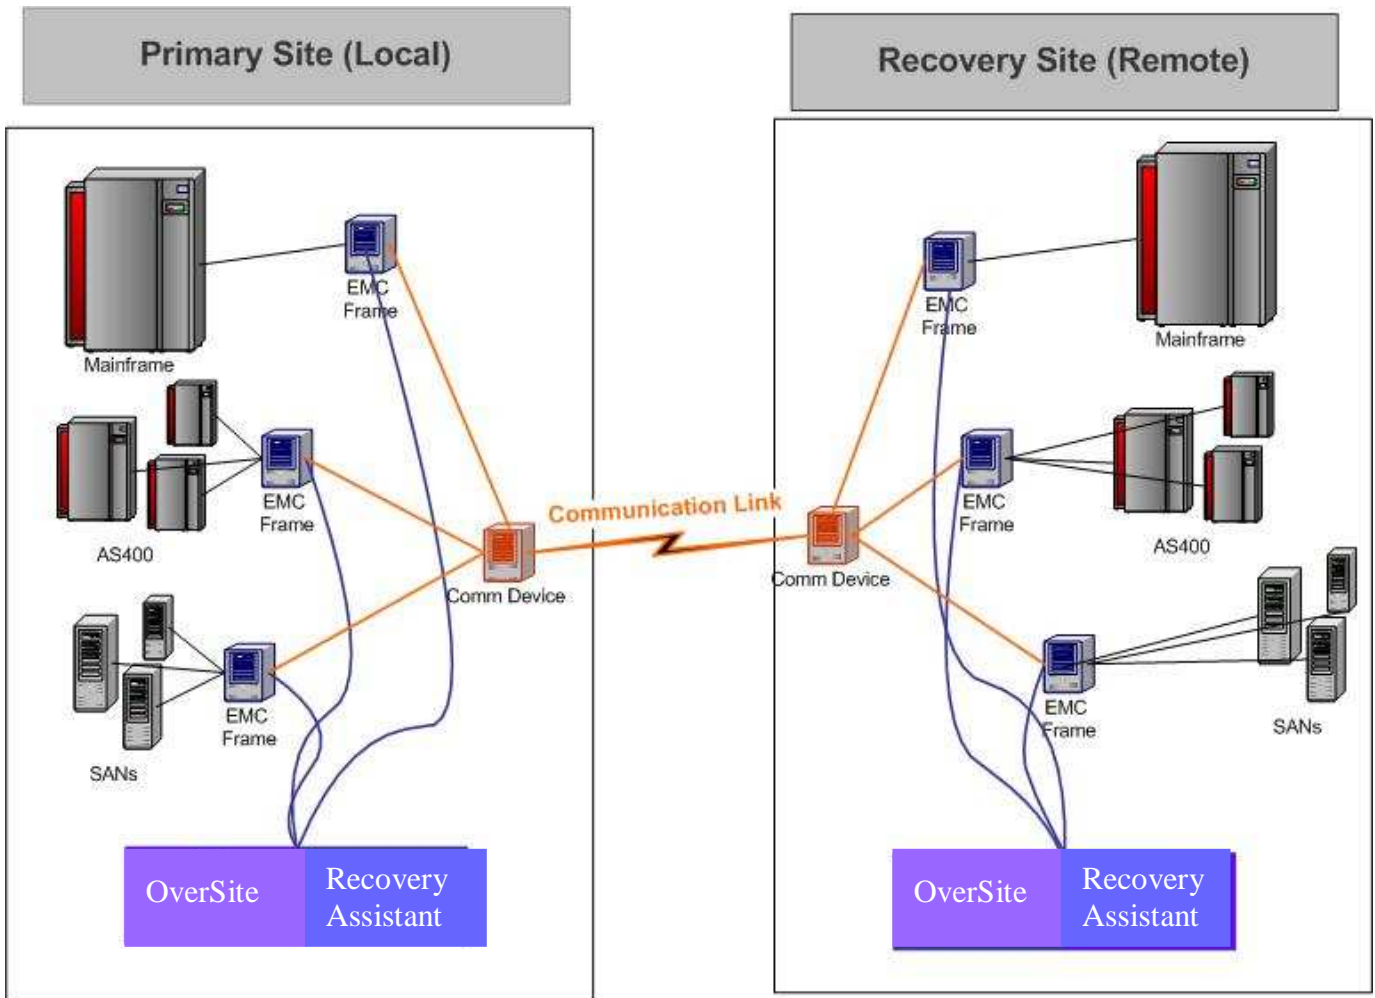 Primary Site (Local)
Recovery Site (Remote)
EMC
Frame
Mainframe
EMC
Frame
AS400
EMC
Frame
SANs
Comm Device
Communication Link
Comm Device
EMC
Frame
Mainframe
EMC
Frame
AS400
EMC
Frame
SANs
OverSite
Recovery
Assistant
OverSite
Recovery
Assistant